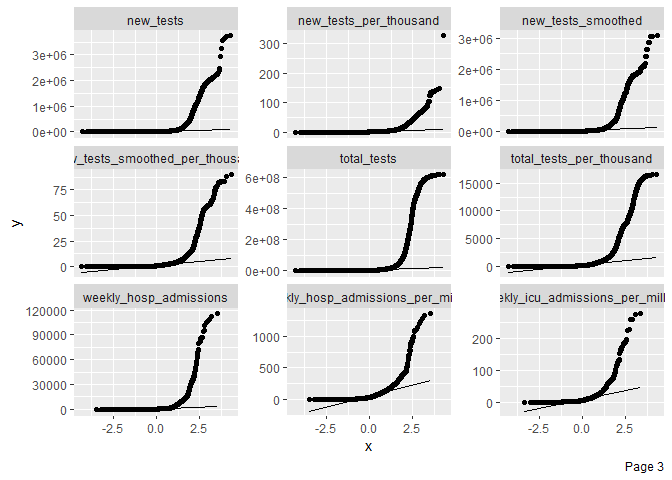 new_tests
new_tests_per_thousand
new_tests_smoothed
3e+06
2e+06
1e+06
0e+00
300
200
100
0
3e+06
2e+06
1e+06
0e+00
w_tests_smoothed_per_thousa
total_tests
total_tests_per_thousand
75
50
25
0
6e+08
4e+08
2e+08
0e+00
15000
10000
5000
0
weekly_hosp_admissions
kly_hosp_admissions_per_mi
ekly_icu_admissions_per_mill
120000
90000
60000
30000
0
1000
500
0
200
100
0
-2.5 0.0 2.5
-2.5 0.0 2.5
-2.5 0.0 2.5
y
x
Page 3